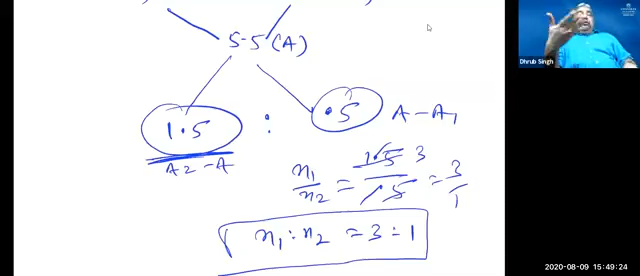 5.5 (A)
1.5 : .5 A-A1
A2-A
n1/n2 = 1.5/.5 3 = 3/1
n1 : n2 = 3 : 1
Dhrub Singh
2020-08-09 15:49:24